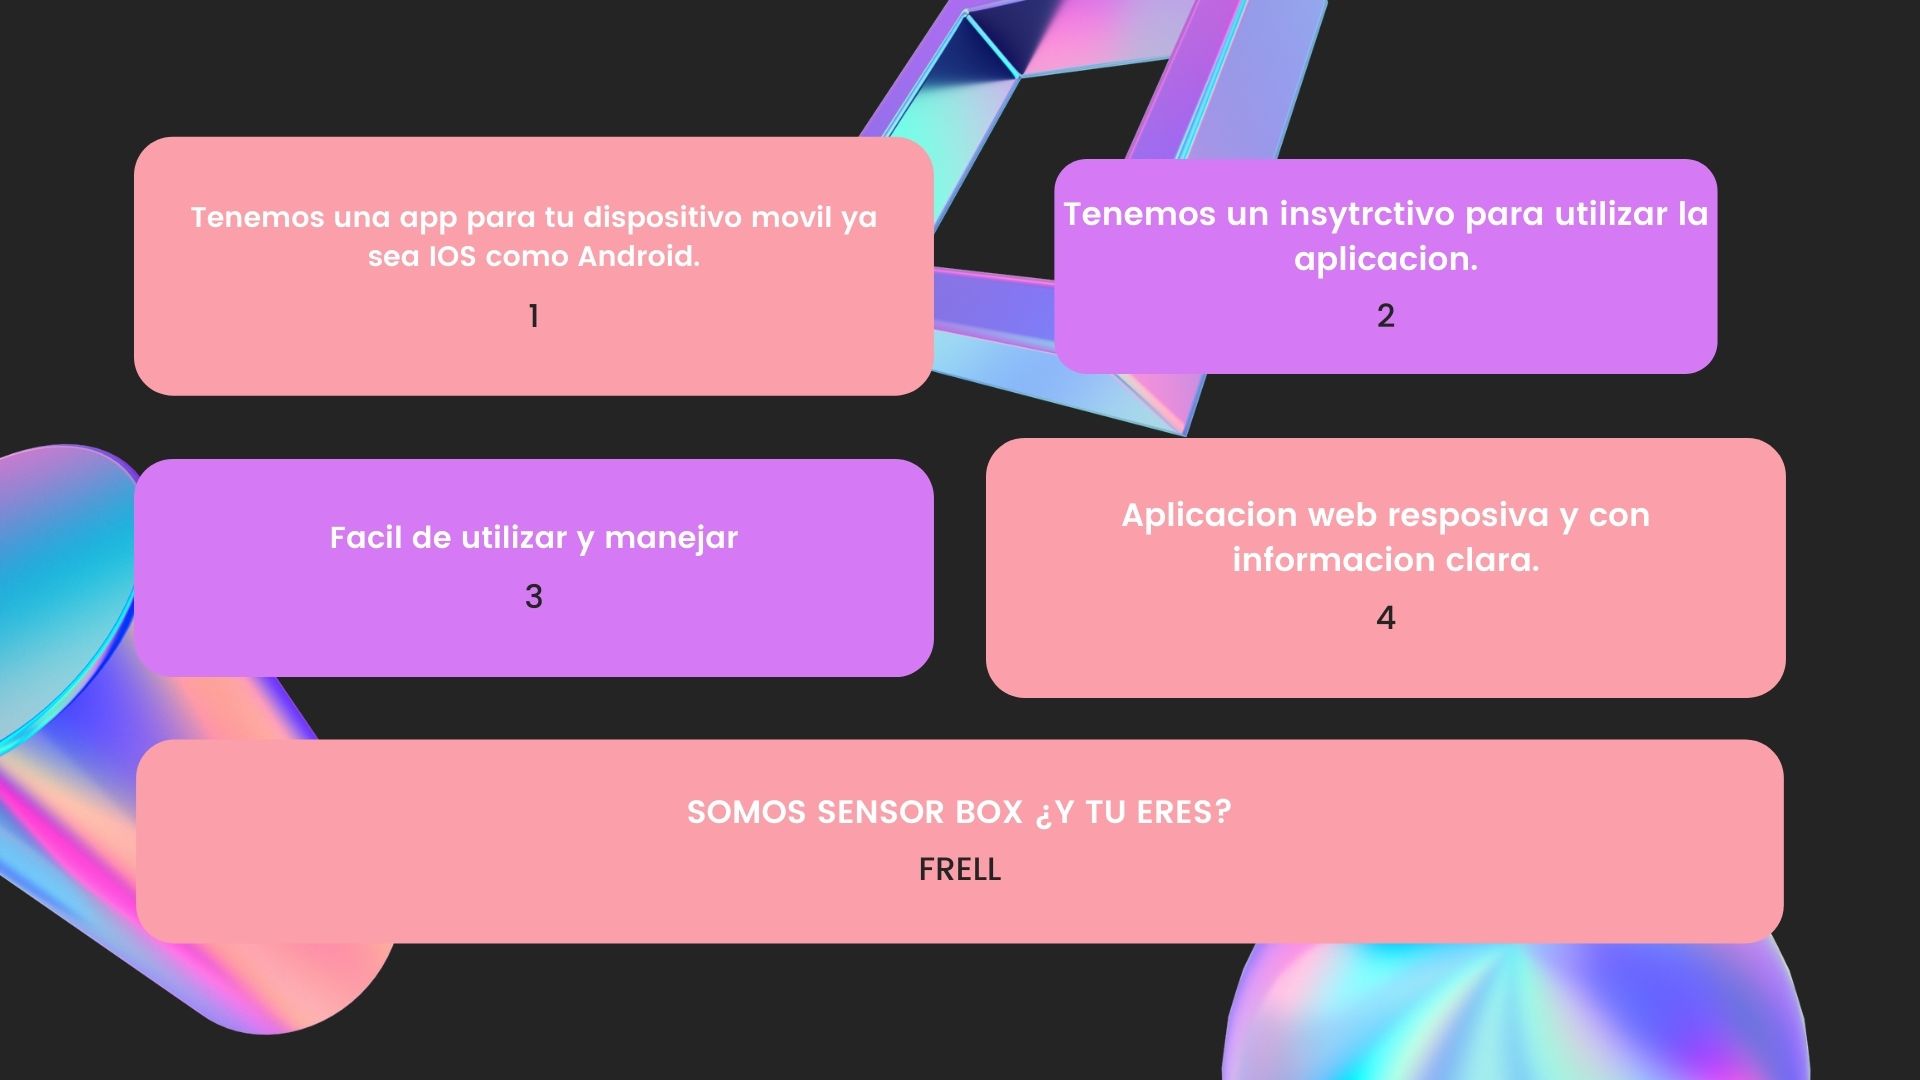 Tenemos una app para tu dispositivo movil ya
sea IOS como Android.
1
Tenemos un insytrctivo para utilizar la
aplicacion.
2
Facil de utilizar y manejar
3
Aplicacion web resposiva y con
informacion clara.
4
SOMOS SENSOR BOX ¿Y TU ERES?
FRELL